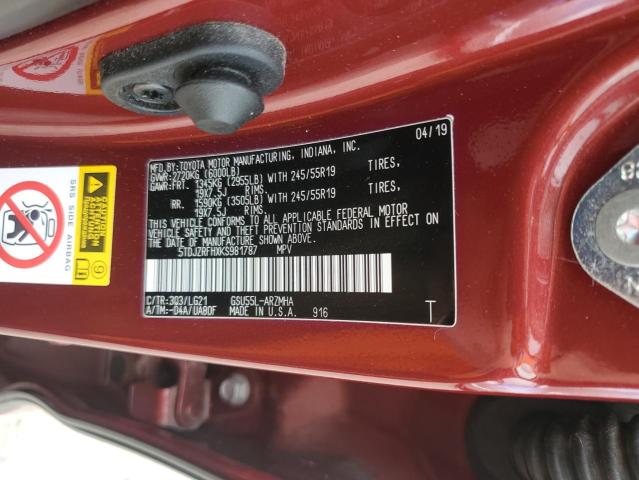 04/19
MFD. BY: TOYOTA MOTOR MANUFACTURING, INDIANA, INC.
GVWR: 2720KG (6000LB)
GAWR: FRT. 1345KG (2955LB) WITH 245/55R19 TIRES,
19X7.5J RIMS.
RR. 1590KG (3505LB) WITH 245/55R19 TIRES,
19X7.5J RIMS.
THIS VEHICLE CONFORMS TO ALL APPLICABLE FEDERAL MOTOR
VEHICLE SAFETY AND THEFT PREVENTION STANDARDS IN EFFECT ON
THE DATE OF MANUFACTURE SHOWN ABOVE.
5TDJZRFHXKS981787 MPV
C/TR: 303/LG21 GSU55L-ARZMHA
A/TM: -04A/UA80F MADE IN U.S.A. 916 T
SRS SIDE AIRBAG